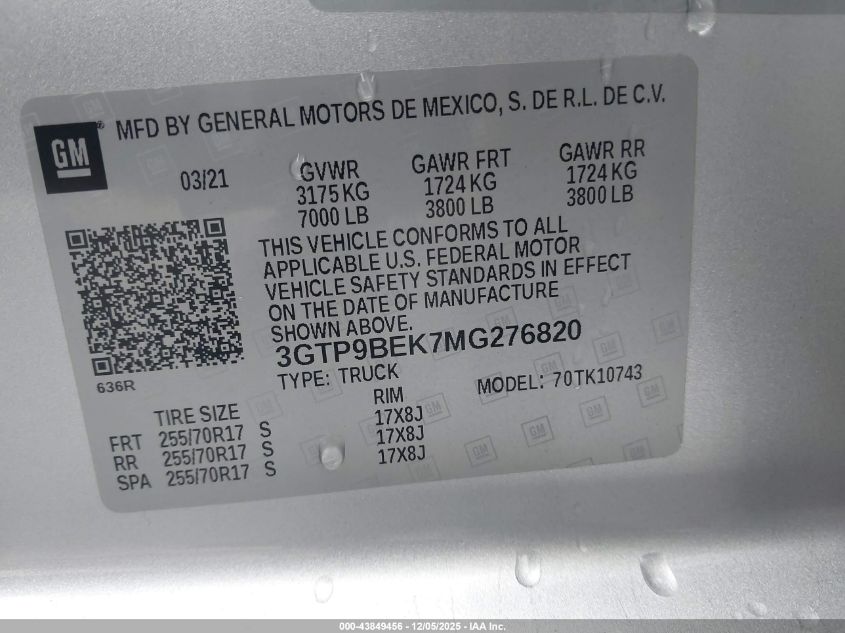 GM
MFD BY GENERAL MOTORS DE MEXICO, S. DE R.L. DE C.V.
03/21
GVWR GAWR FRT GAWR RR
3175 KG 1724 KG 1724 KG
7000 LB 3800 LB 3800 LB
THIS VEHICLE CONFORMS TO ALL
APPLICABLE U.S. FEDERAL MOTOR
VEHICLE SAFETY STANDARDS IN EFFECT
ON THE DATE OF MANUFACTURE
SHOWN ABOVE.
3GTP9BEK7MG276820
636R
TYPE: TRUCK MODEL: 70TK10743
TIRE SIZE RIM
FRT 255/70R17 S 17X8J
RR 255/70R17 S 17X8J
SPA 255/70R17 S 17X8J
000-43849456 - 12/05/2025 - IAA Inc.